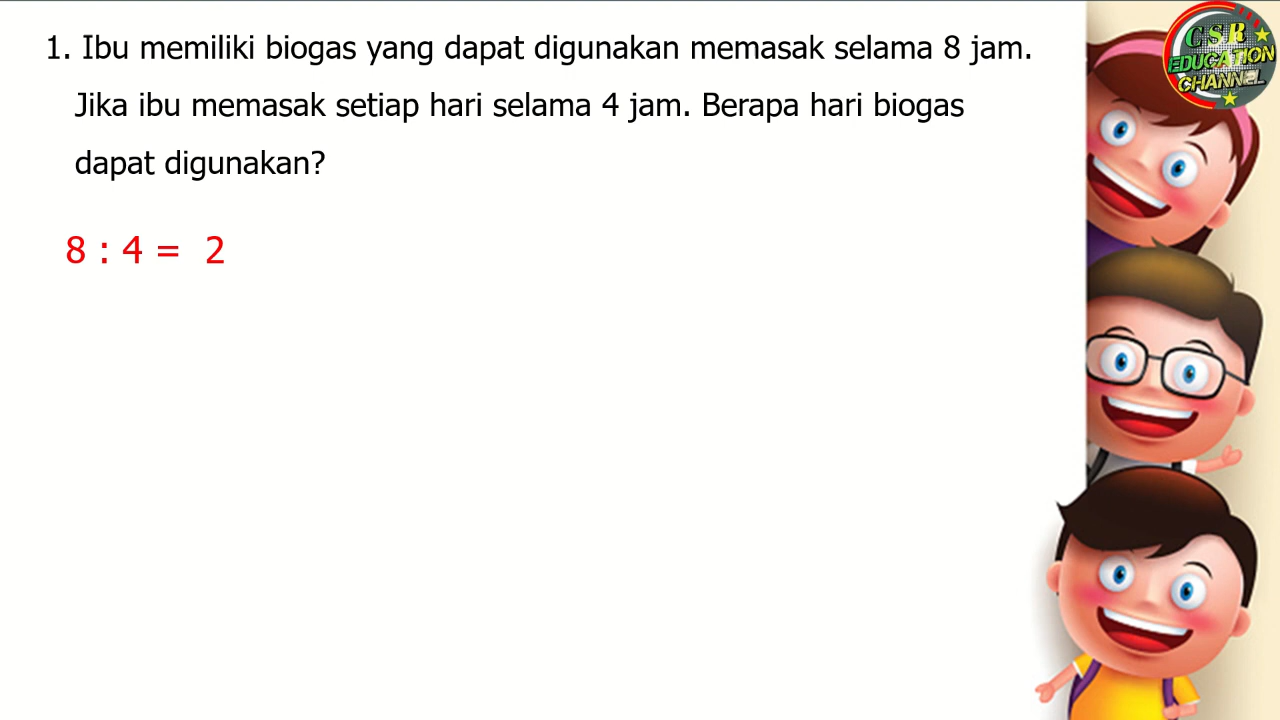 1. Ibu memiliki biogas yang dapat digunakan memasak selama 8 jam.
Jika ibu memasak setiap hari selama 4 jam. Berapa hari biogas
dapat digunakan?
8 : 4 = 2
CSR
EDUCATION
CHANNEL